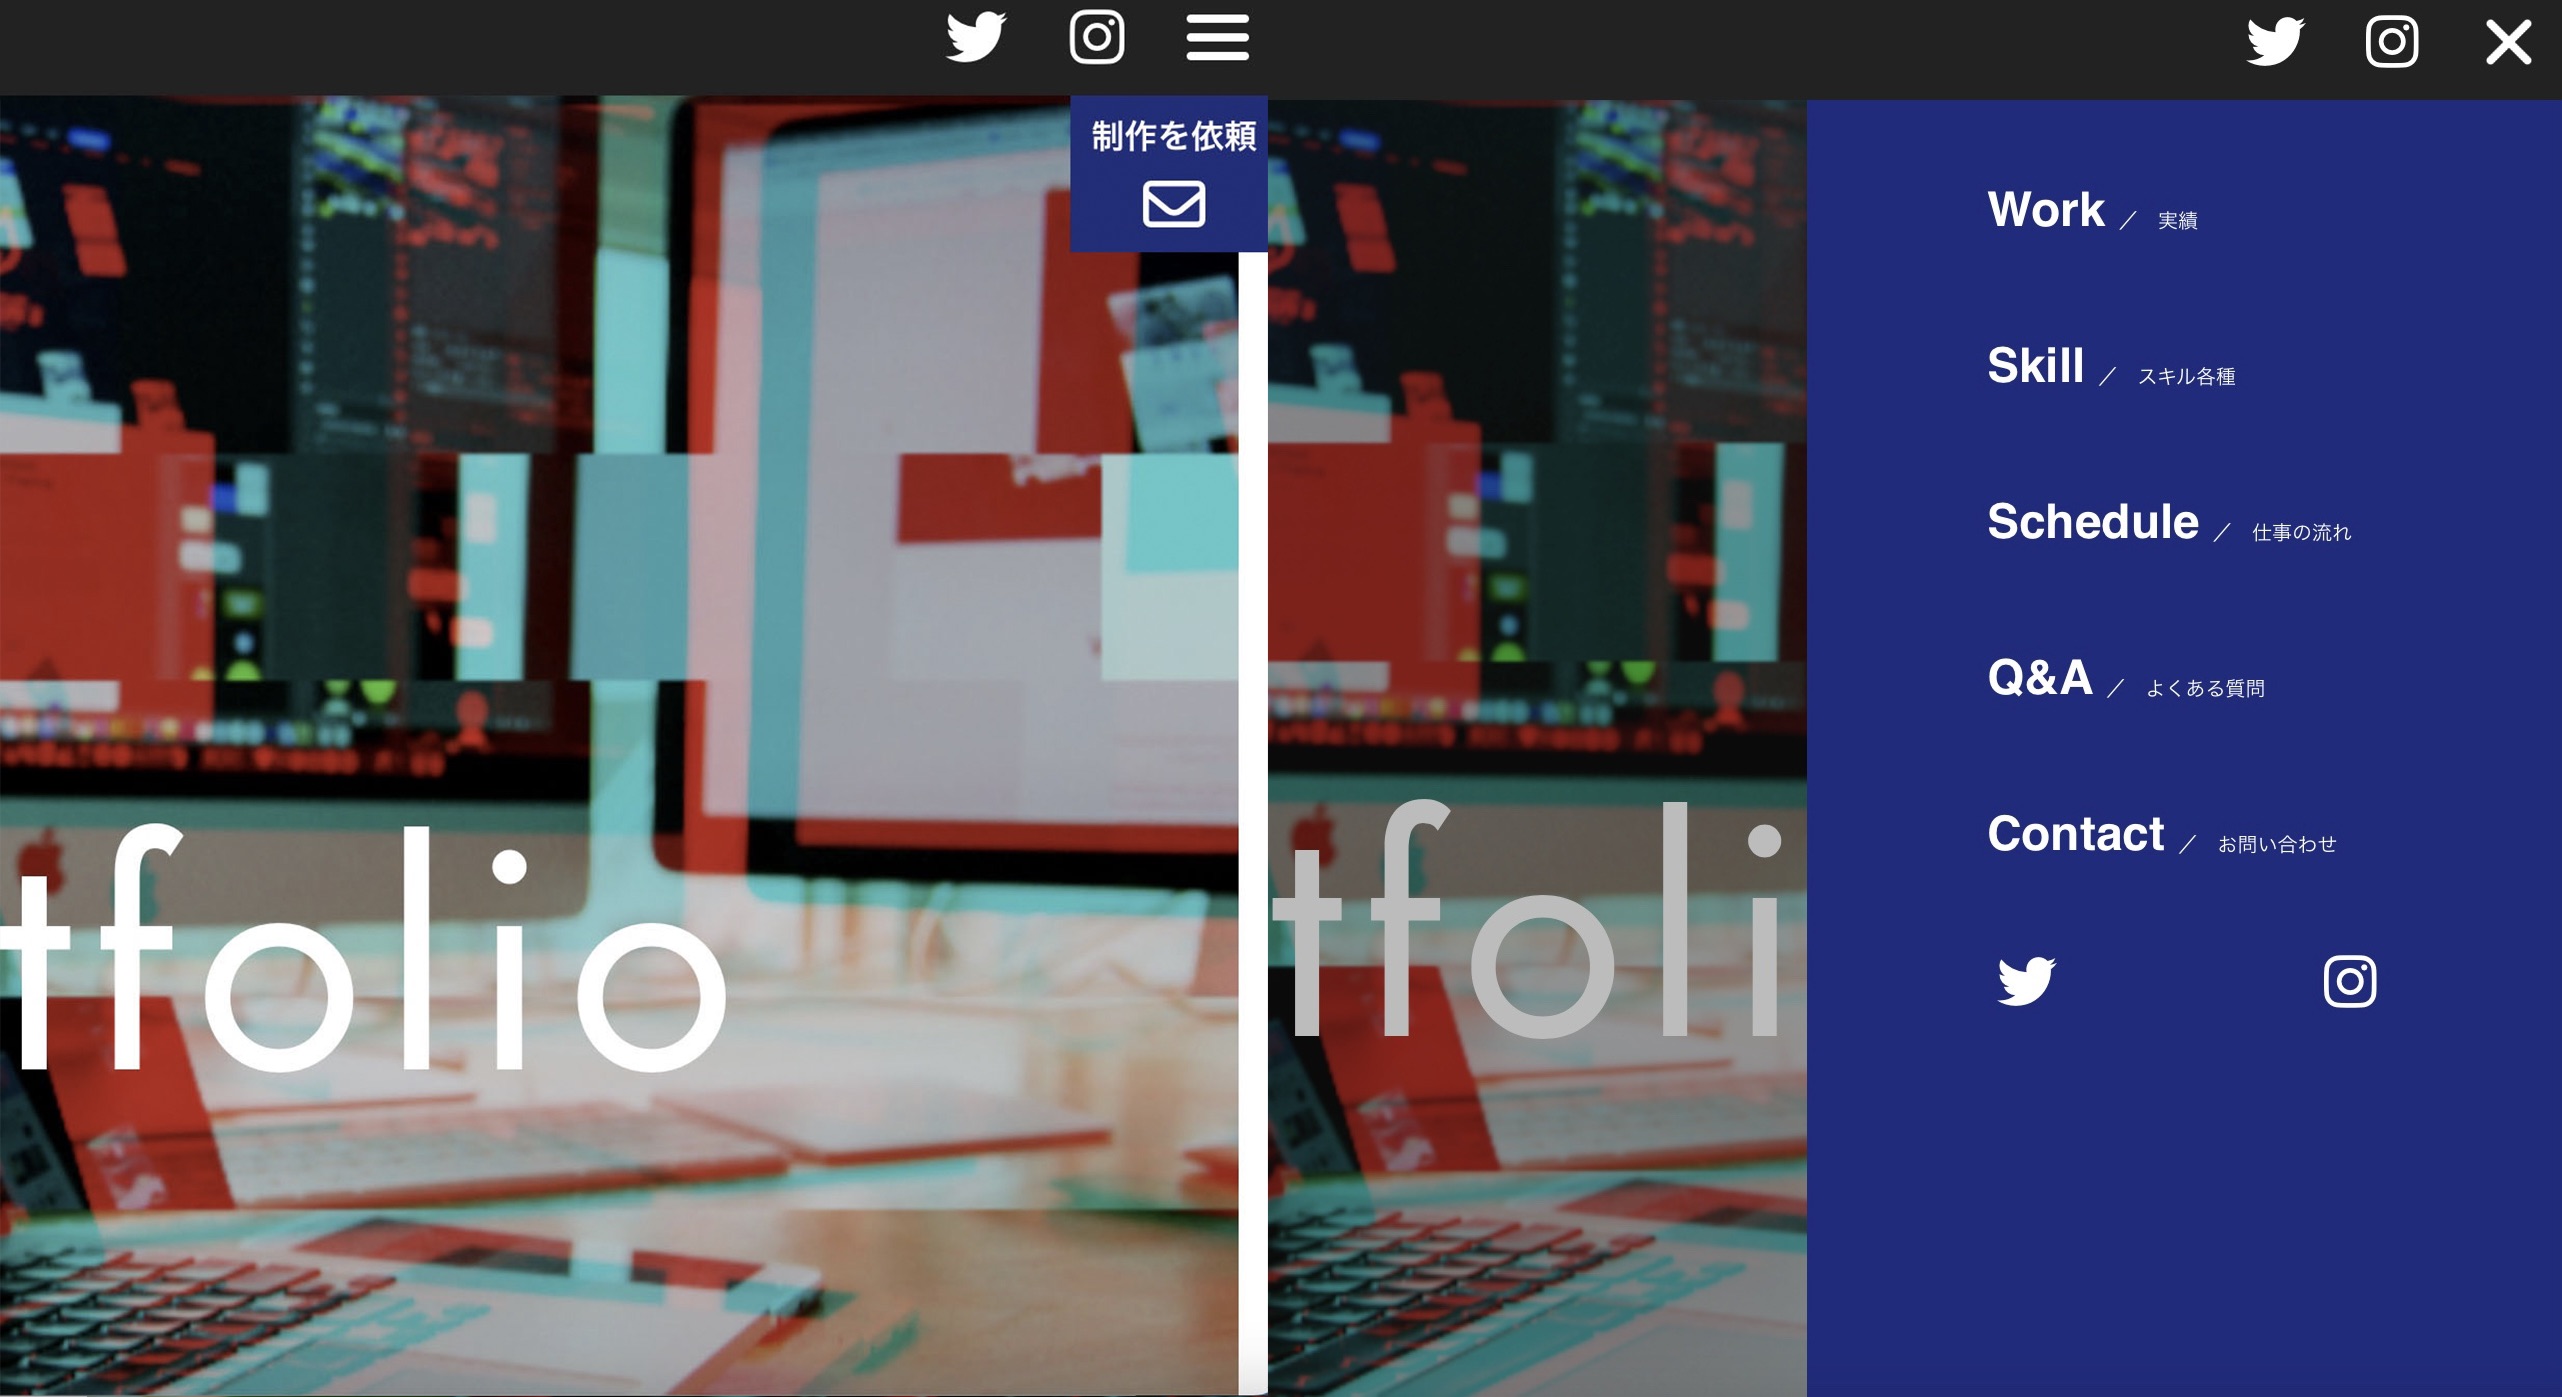 制作を依頼
tfolio
Work ／ 実績
Skill ／ スキル各種
Schedule ／ 仕事の流れ
Q&A ／ よくある質問
Contact ／ お問い合わせ
tfoli